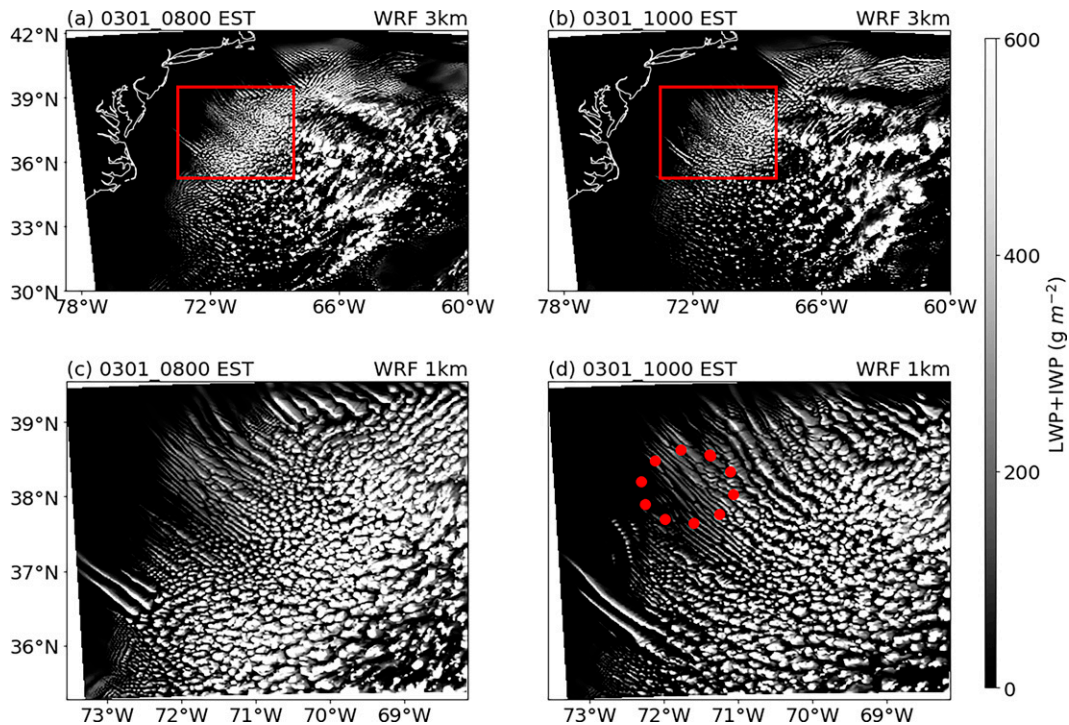 (a) 0301_0800 EST WRF 3km
(b) 0301_1000 EST WRF 3km
42°N
39°N
36°N
33°N
30°N
78°W 72°W 66°W 60°W
78°W 72°W 66°W 60°W
(c) 0301_0800 EST WRF 1km
(d) 0301_1000 EST WRF 1km
39°N
38°N
37°N
36°N
73°W 72°W 71°W 70°W 69°W
73°W 72°W 71°W 70°W 69°W
600
400
200
0
LWP+IWP (g m⁻²)